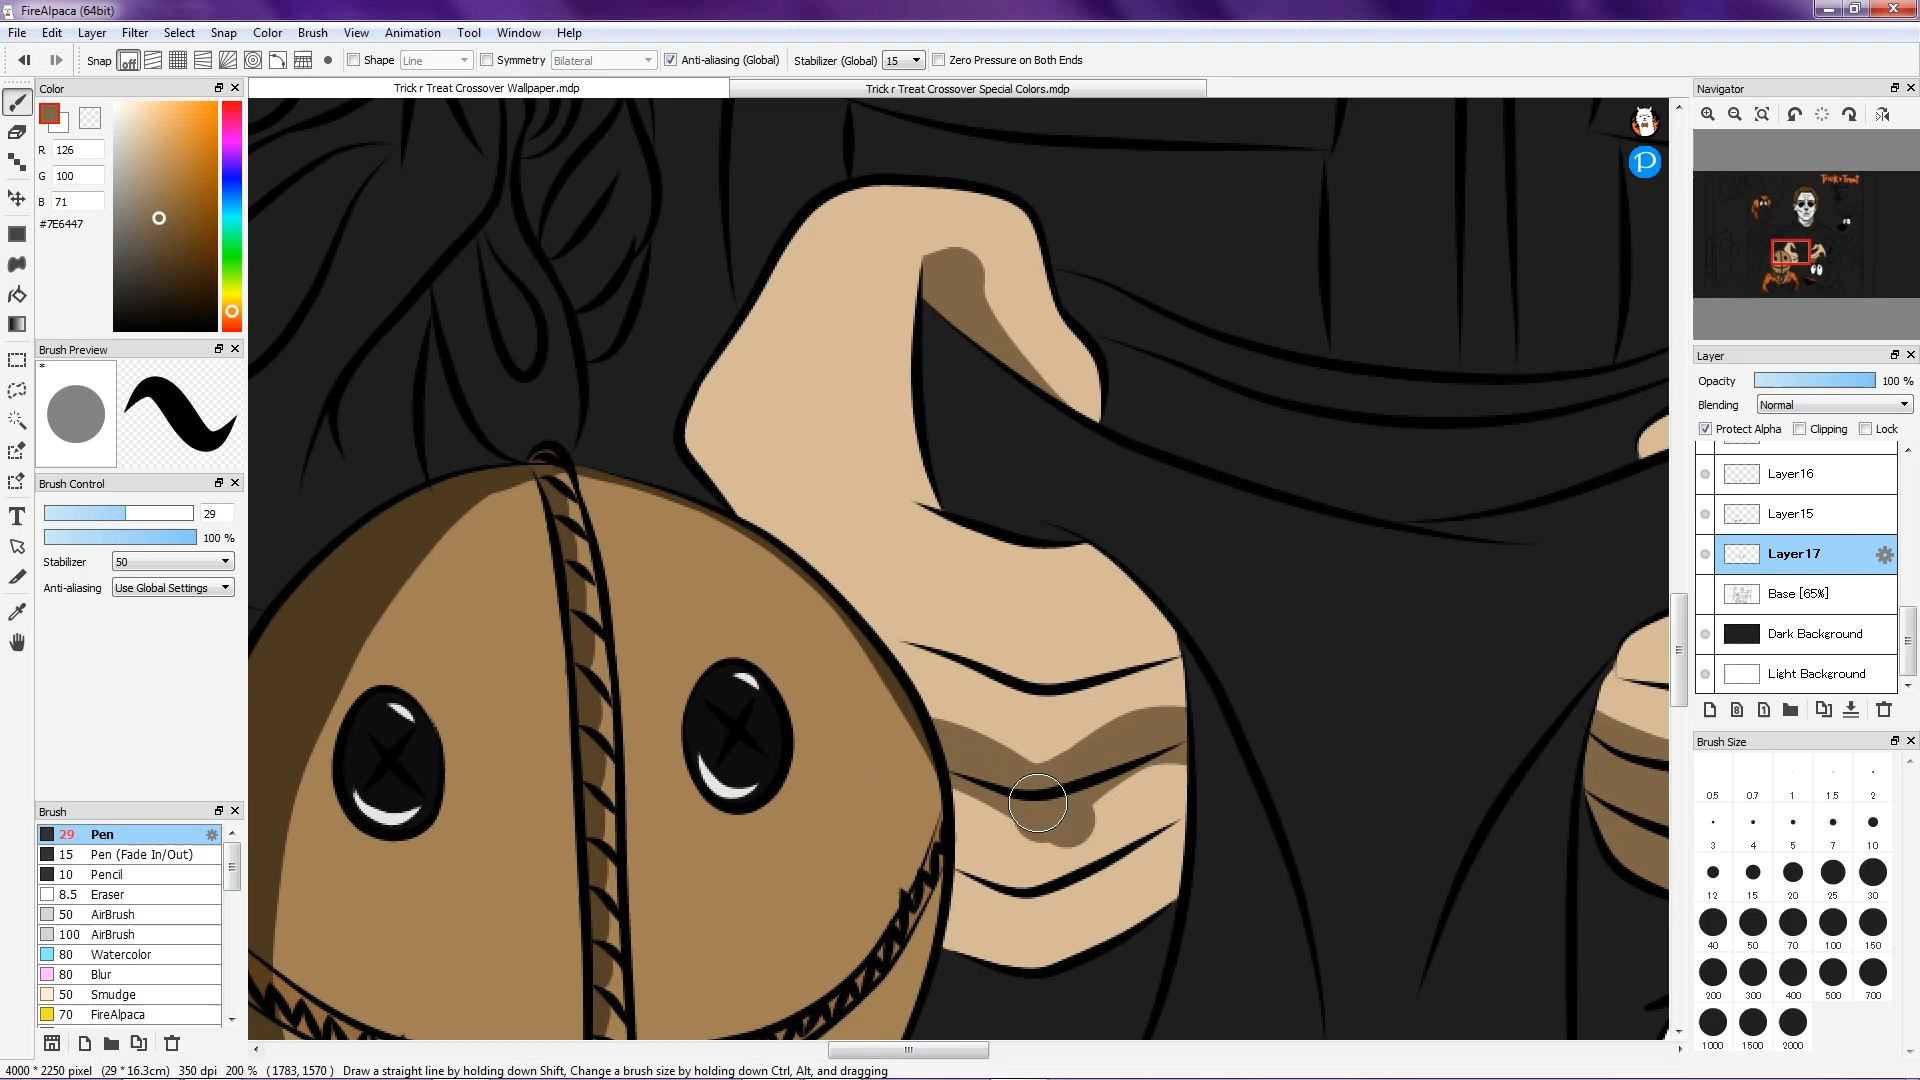 FireAlpaca (64bit)
File Edit Layer Filter Select Snap Color Brush View Animation Tool Window Help
Snap off Shape Line Symmetry Bilateral Anti-aliasing (Global) Stabilizer (Global) 15 Zero Pressure on Both Ends
Color
Trick r Treat Crossover Wallpaper.mdp
Trick r Treat Crossover Special Colors.mdp
Navigator
R 126
G 100
B 71
#7E6447
P
Trick r Treat
Brush Preview
*
Layer
Opacity 100 %
Blending Normal
Protect Alpha Clipping Lock
Layer16
Layer15
Layer17
Base [65%]
Dark Background
Light Background
Brush Control
29
100 %
Stabilizer 50
Anti-aliasing Use Global Settings
Brush Size
0.5 0.7 1 1.5 2
3 4 5 7 10
12 15 20 25 30
40 50 70 100 150
200 300 400 500 700
1000 1500 2000
Brush
29 Pen
15 Pen (Fade In/Out)
10 Pencil
8.5 Eraser
50 AirBrush
100 AirBrush
80 Watercolor
80 Blur
50 Smudge
70 FireAlpaca
4000 * 2250 pixel (29 * 16.3cm) 350 dpi 200 % ( 1783, 1570 ) Draw a straight line by holding down Shift, Change a brush size by holding down Ctrl, Alt, and dragging